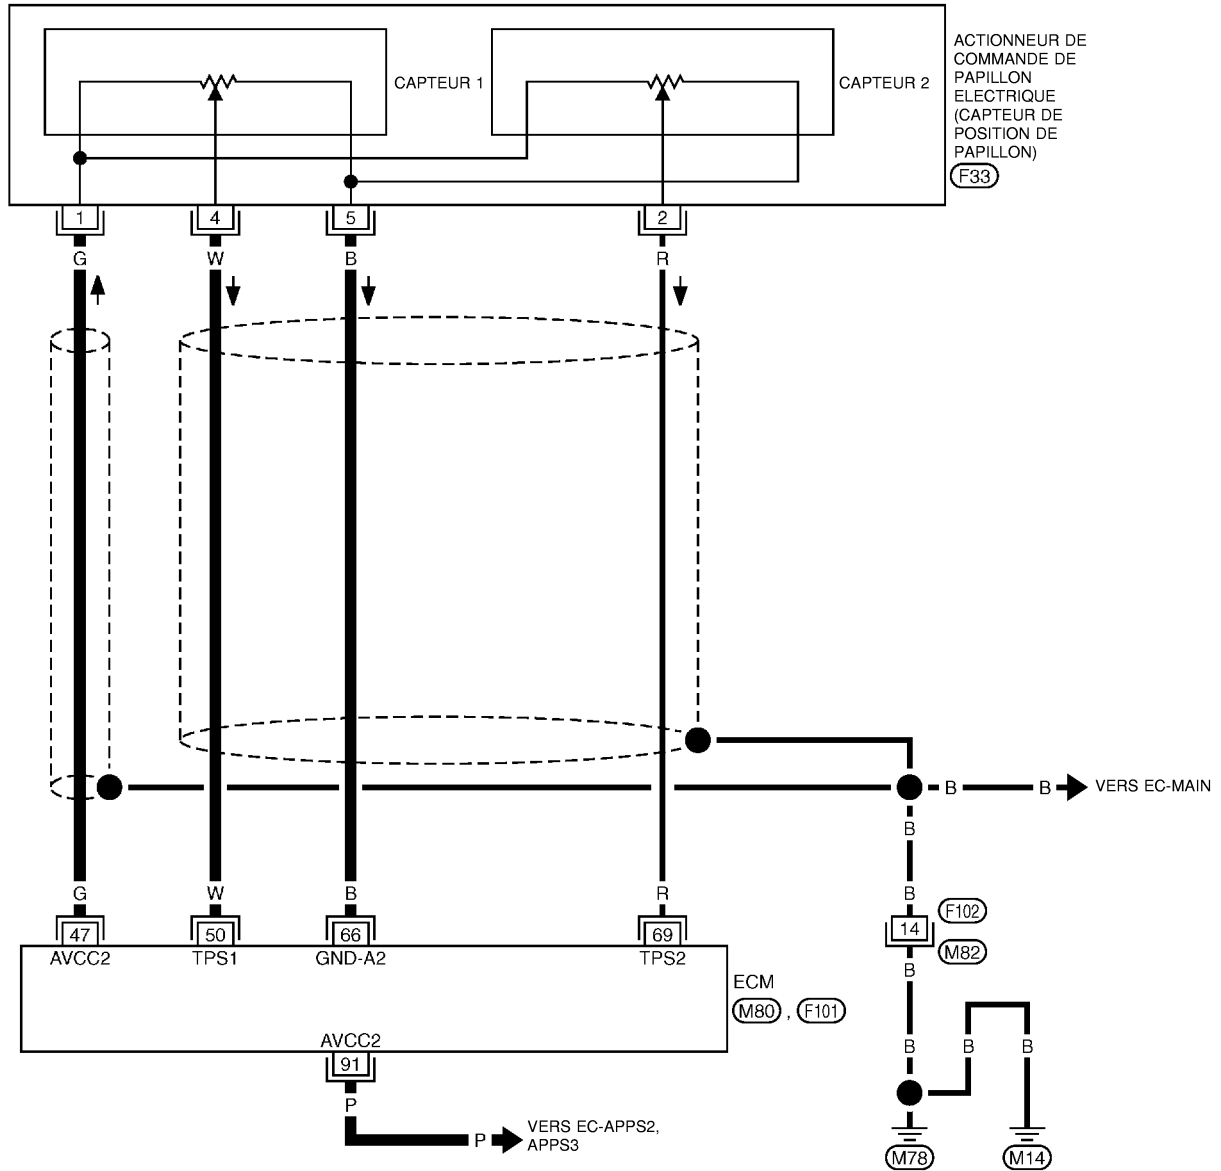 CAPTEUR 1
CAPTEUR 2
ACTIONNEUR DE
COMMANDE DE
PAPILLON
ELECTRIQUE
(CAPTEUR DE
POSITION DE
PAPILLON)
F33
1
4
5
2
G
W
B
R
B
B
VERS EC-MAIN
B
G
W
B
R
B
F102
47
50
66
69
14
AVCC2
TPS1
GND-A2
TPS2
M82
B
ECM
M80 , F101
AVCC2
B
B
B
91
P
P
VERS EC-APPS2,
APPS3
M78
M14